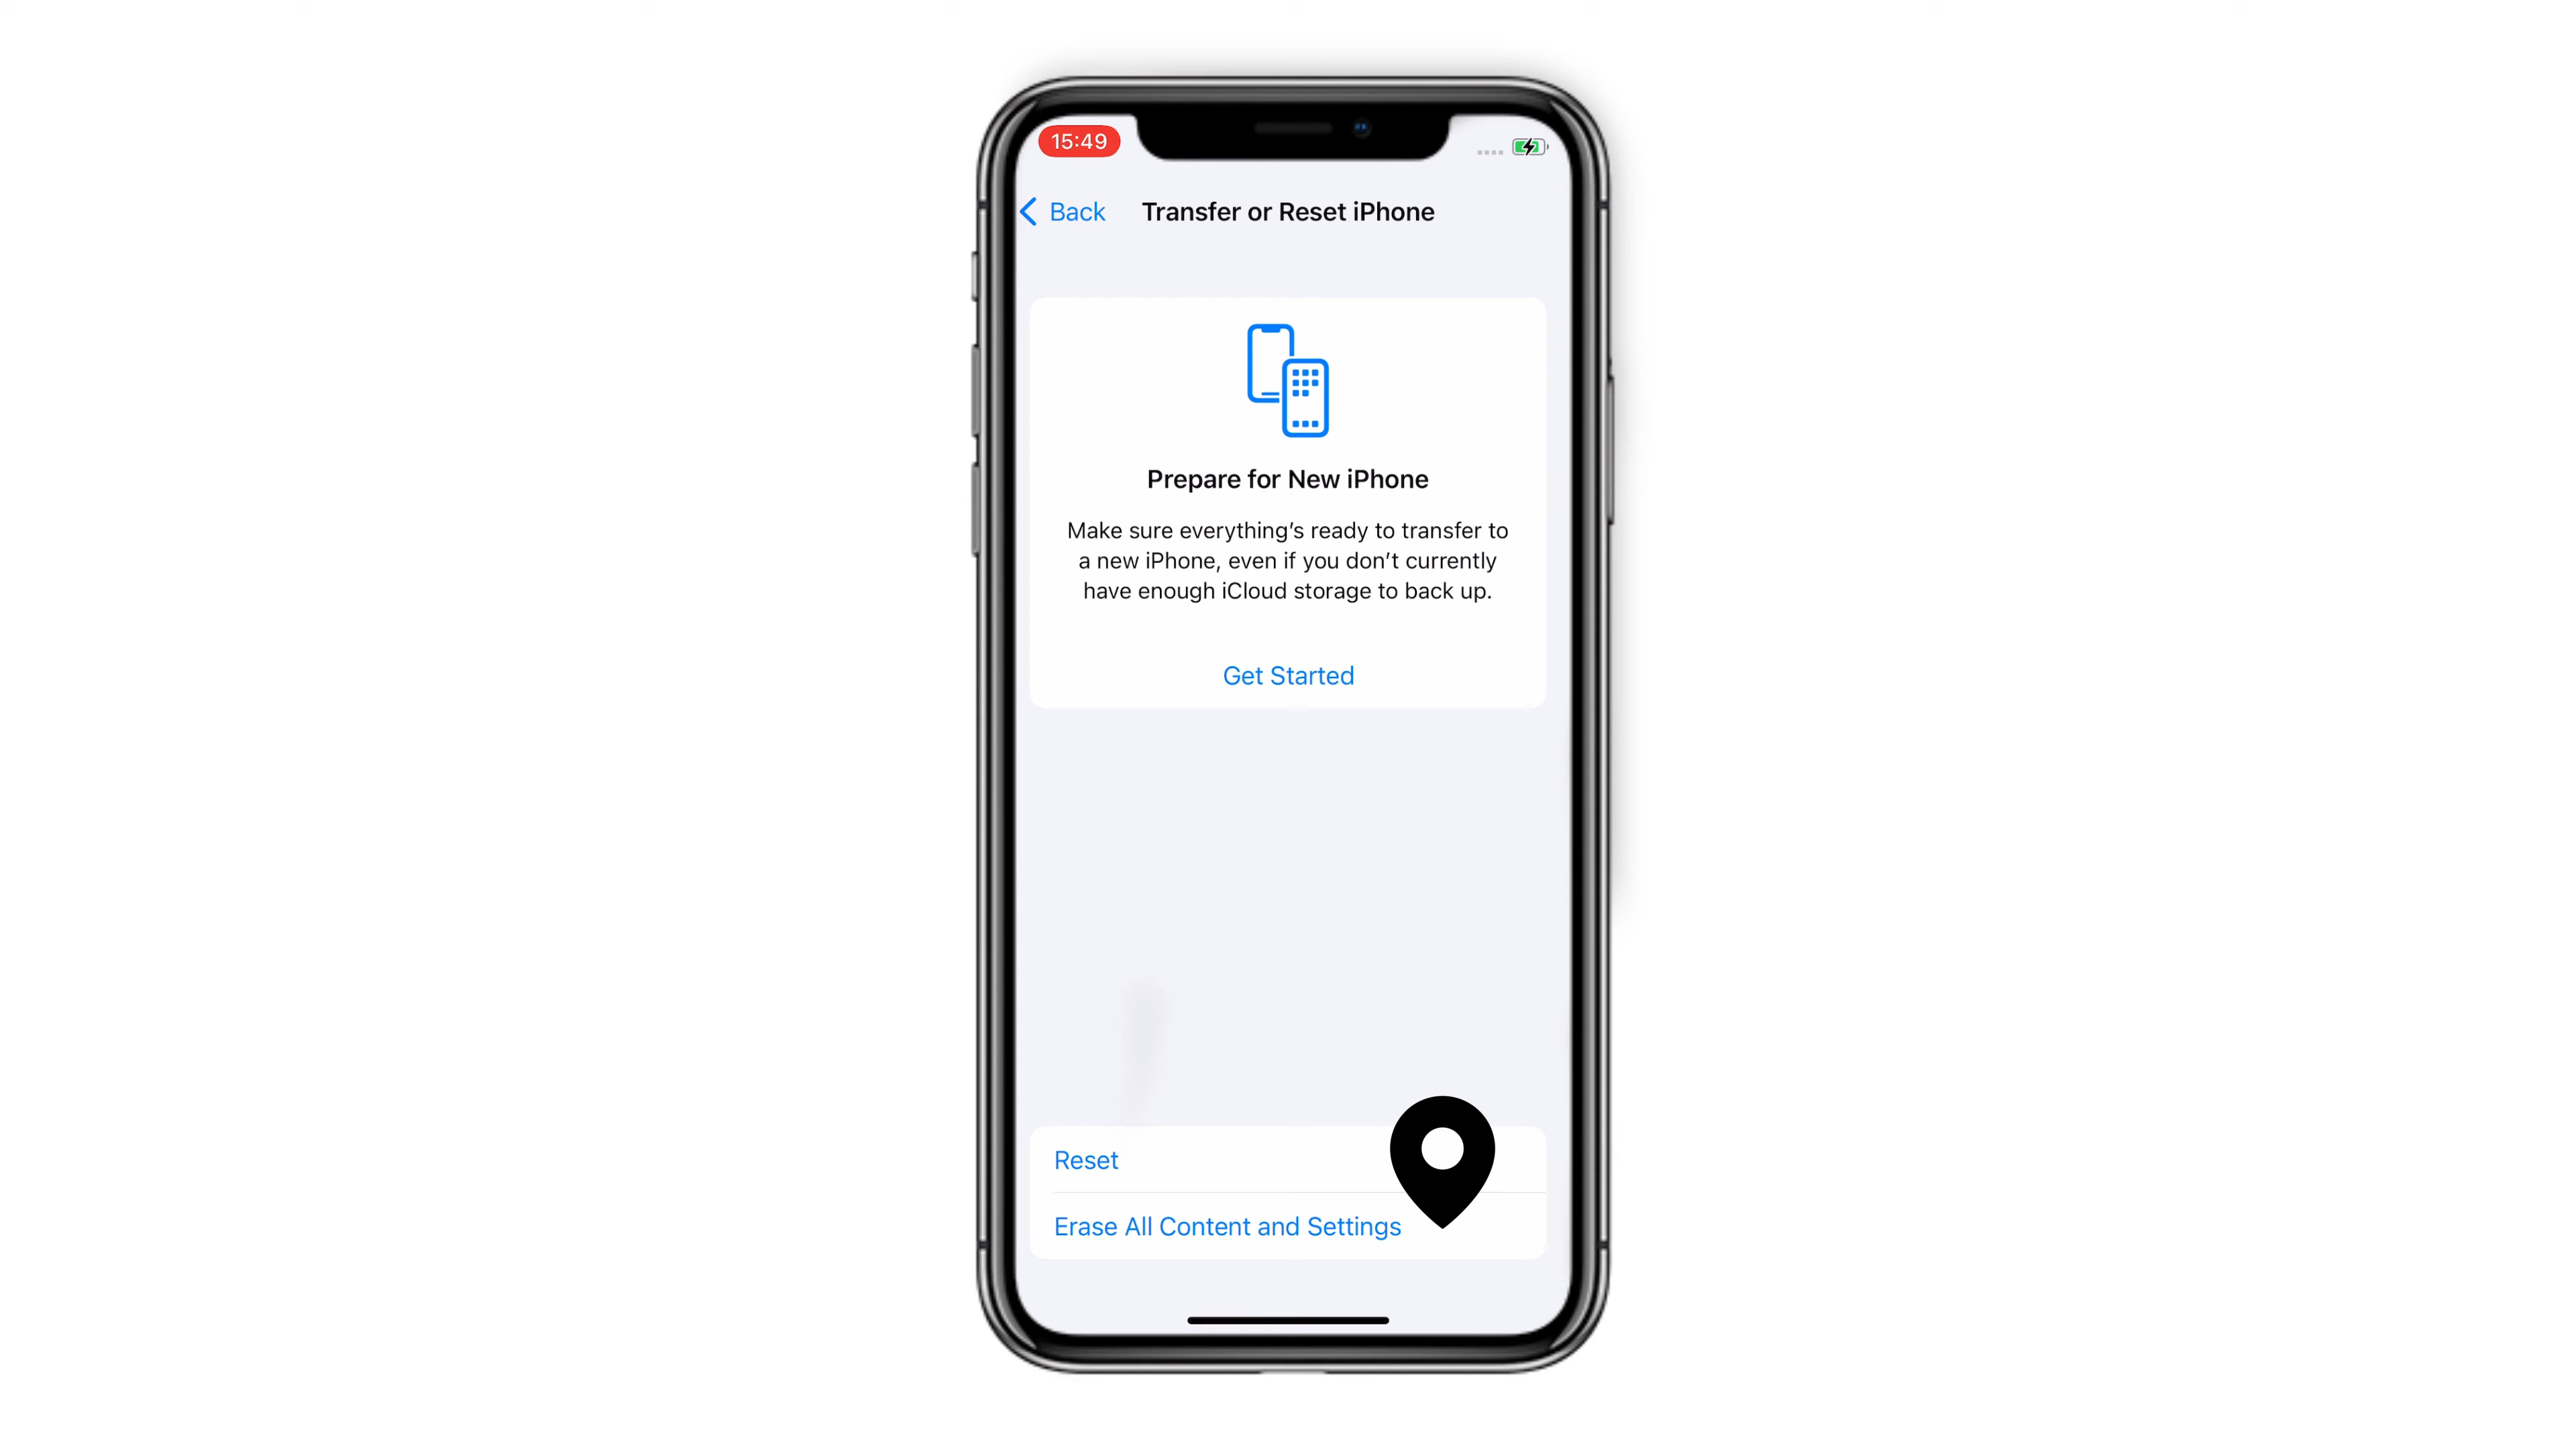 15:49
Back
Transfer or Reset iPhone
Prepare for New iPhone
Make sure everything’s ready to transfer to
a new iPhone, even if you don’t currently
have enough iCloud storage to back up.
Get Started
Reset
Erase All Content and Settings